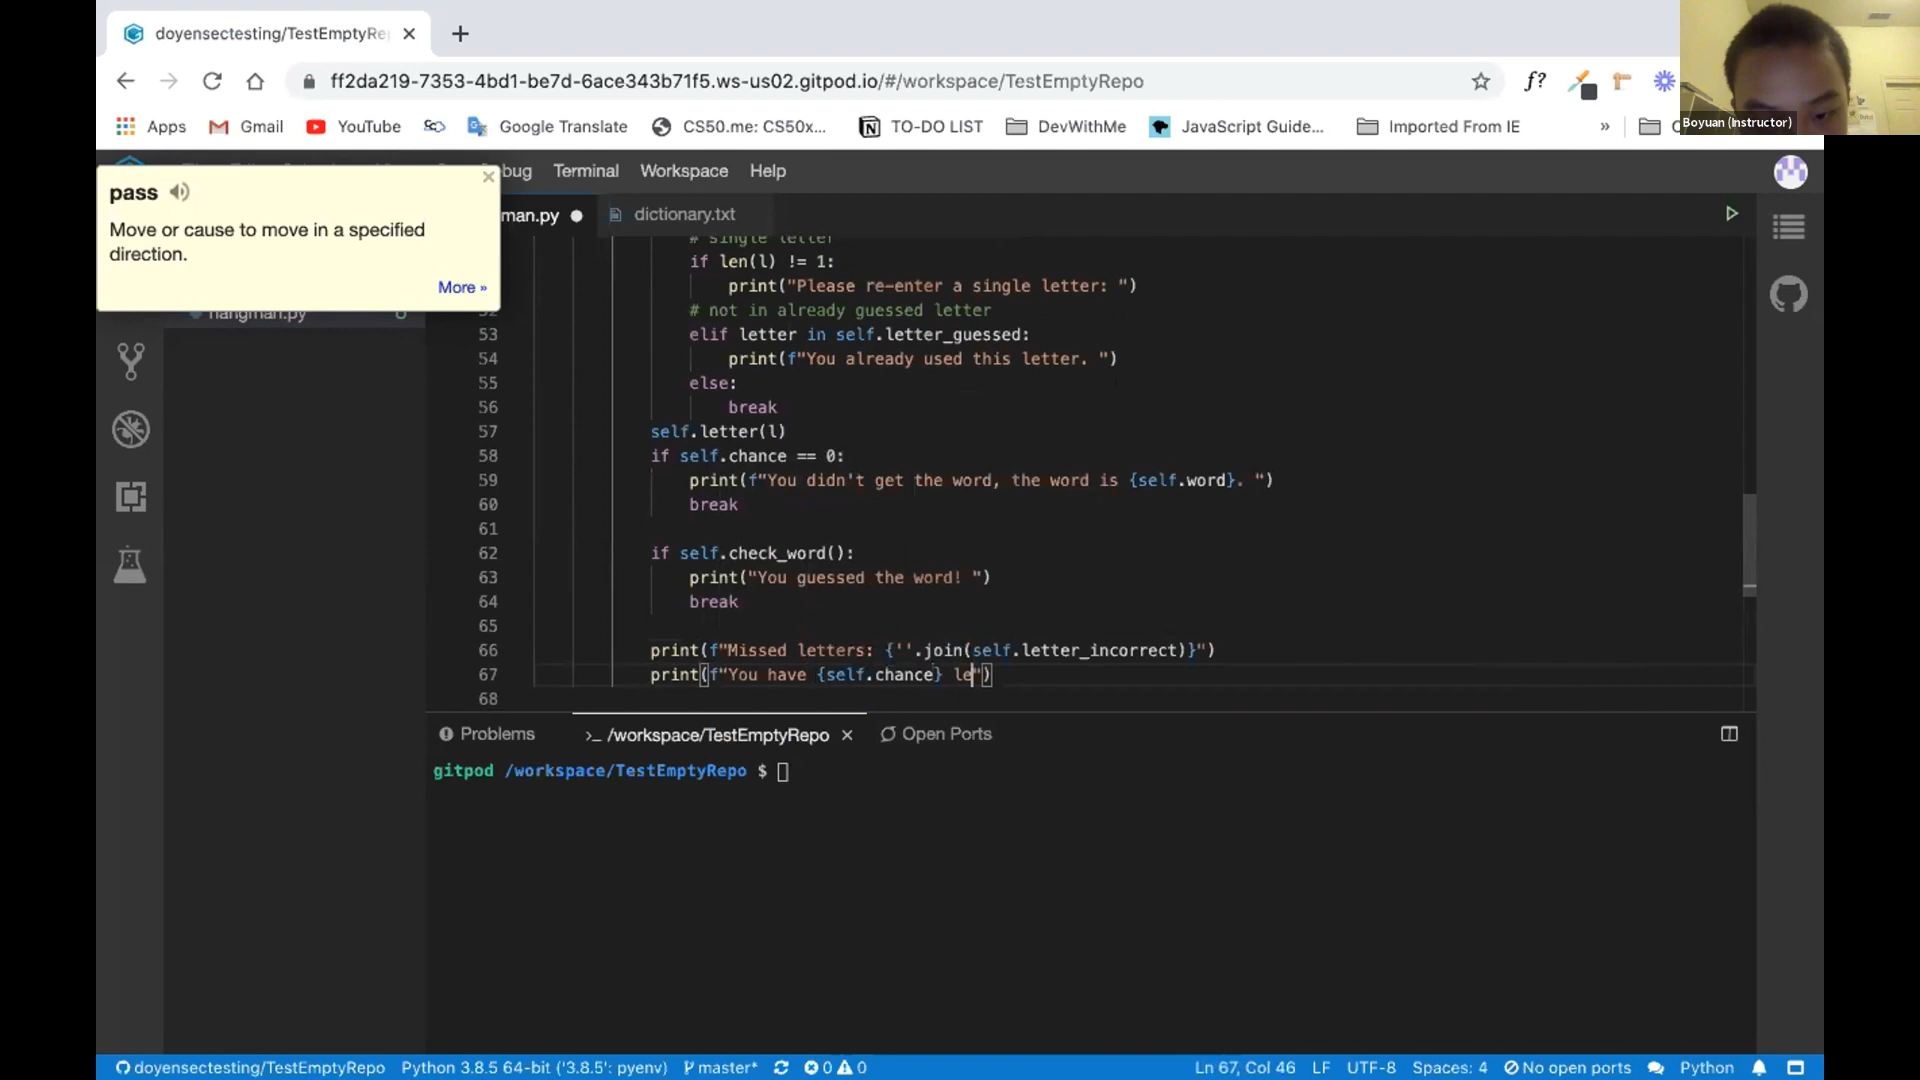 doyensectesting/TestEmptyRe
ff2da219-7353-4bd1-be7d-6ace343b71f5.ws-us02.gitpod.io/#/workspace/TestEmptyRepo
f?
Boyuan (Instructor)
Apps
Gmail
YouTube
Google Translate
CS50.me: CS50x...
TO-DO LIST
DevWithMe
JavaScript Guide...
Imported From IE
»
bug
Terminal
Workspace
Help
pass
Move or cause to move in a specified
direction.
More »
man.py
dictionary.txt
hangman.py
# single letter
if len(l) != 1:
print("Please re-enter a single letter: ")
# not in already guessed letter
53 elif letter in self.letter_guessed:
54 print(f"You already used this letter. ")
55 else:
56 break
57 self.letter(l)
58 if self.chance == 0:
59 print(f"You didn't get the word, the word is {self.word}. ")
60 break
61
62 if self.check_word():
63 print("You guessed the word! ")
64 break
65
66 print(f"Missed letters: {''.join(self.letter_incorrect)}")
67 print(f"You have {self.chance} le")
68
Problems
>_ /workspace/TestEmptyRepo
Open Ports
gitpod /workspace/TestEmptyRepo $
doyensectesting/TestEmptyRepo
Python 3.8.5 64-bit ('3.8.5': pyenv)
master*
0
0
Ln 67, Col 46
LF
UTF-8
Spaces: 4
No open ports
Python